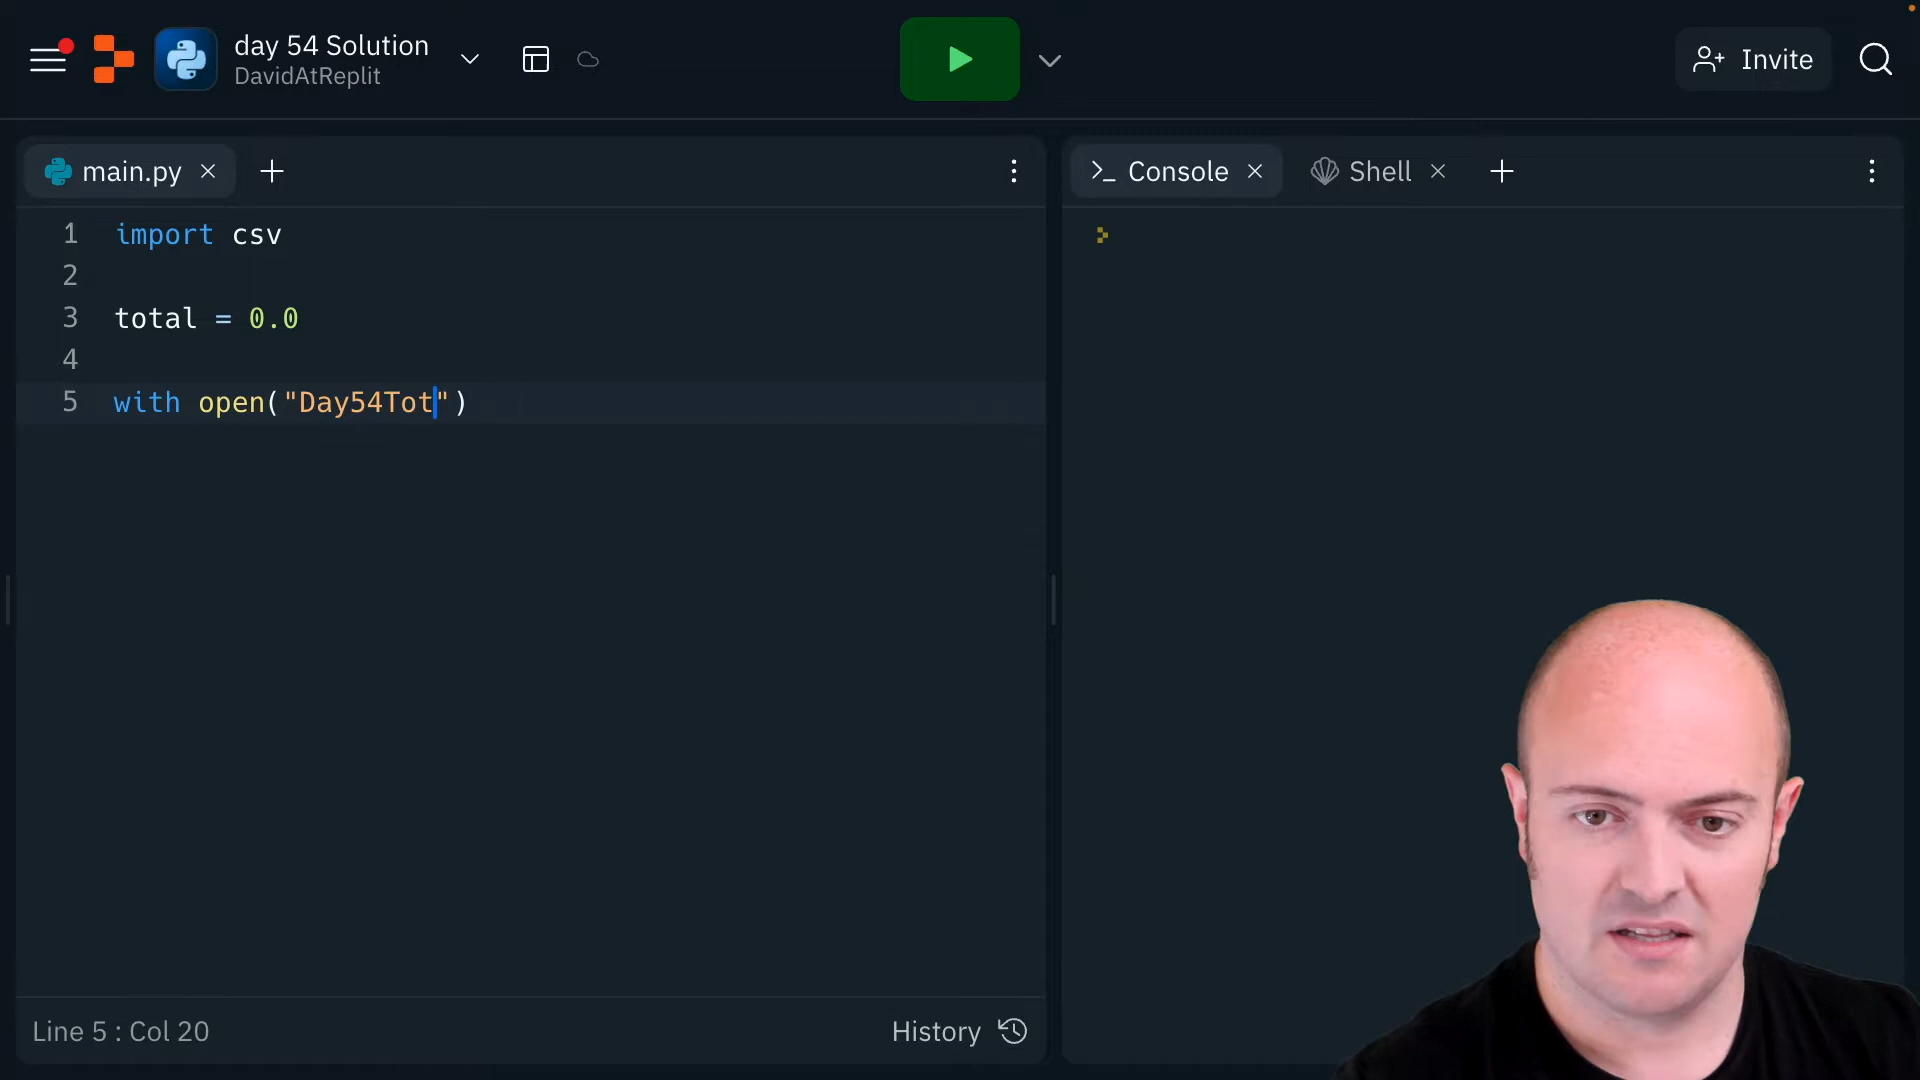 day 54 Solution
DavidAtReplit
Invite
main.py
Console
Shell
1 import csv
2
3 total = 0.0
4
5 with open("Day54Tot")
Line 5 : Col 20
History